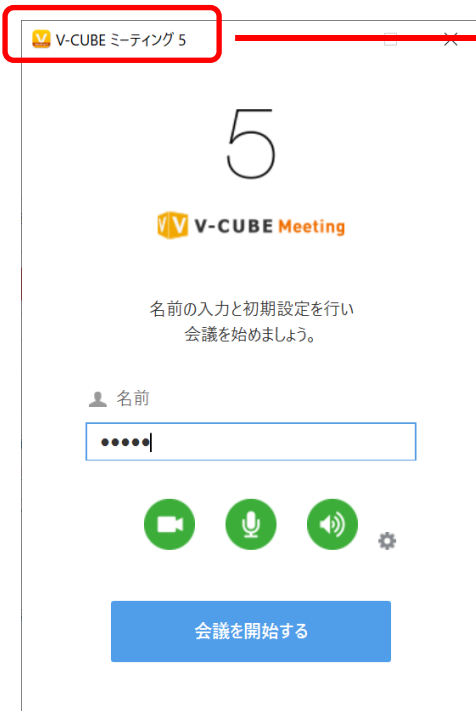 V-CUBE ミーティング 5
5
V-CUBE Meeting
名前の入力と初期設定を行い
会議を始めましょう。
名前
●●●●●
会議を開始する